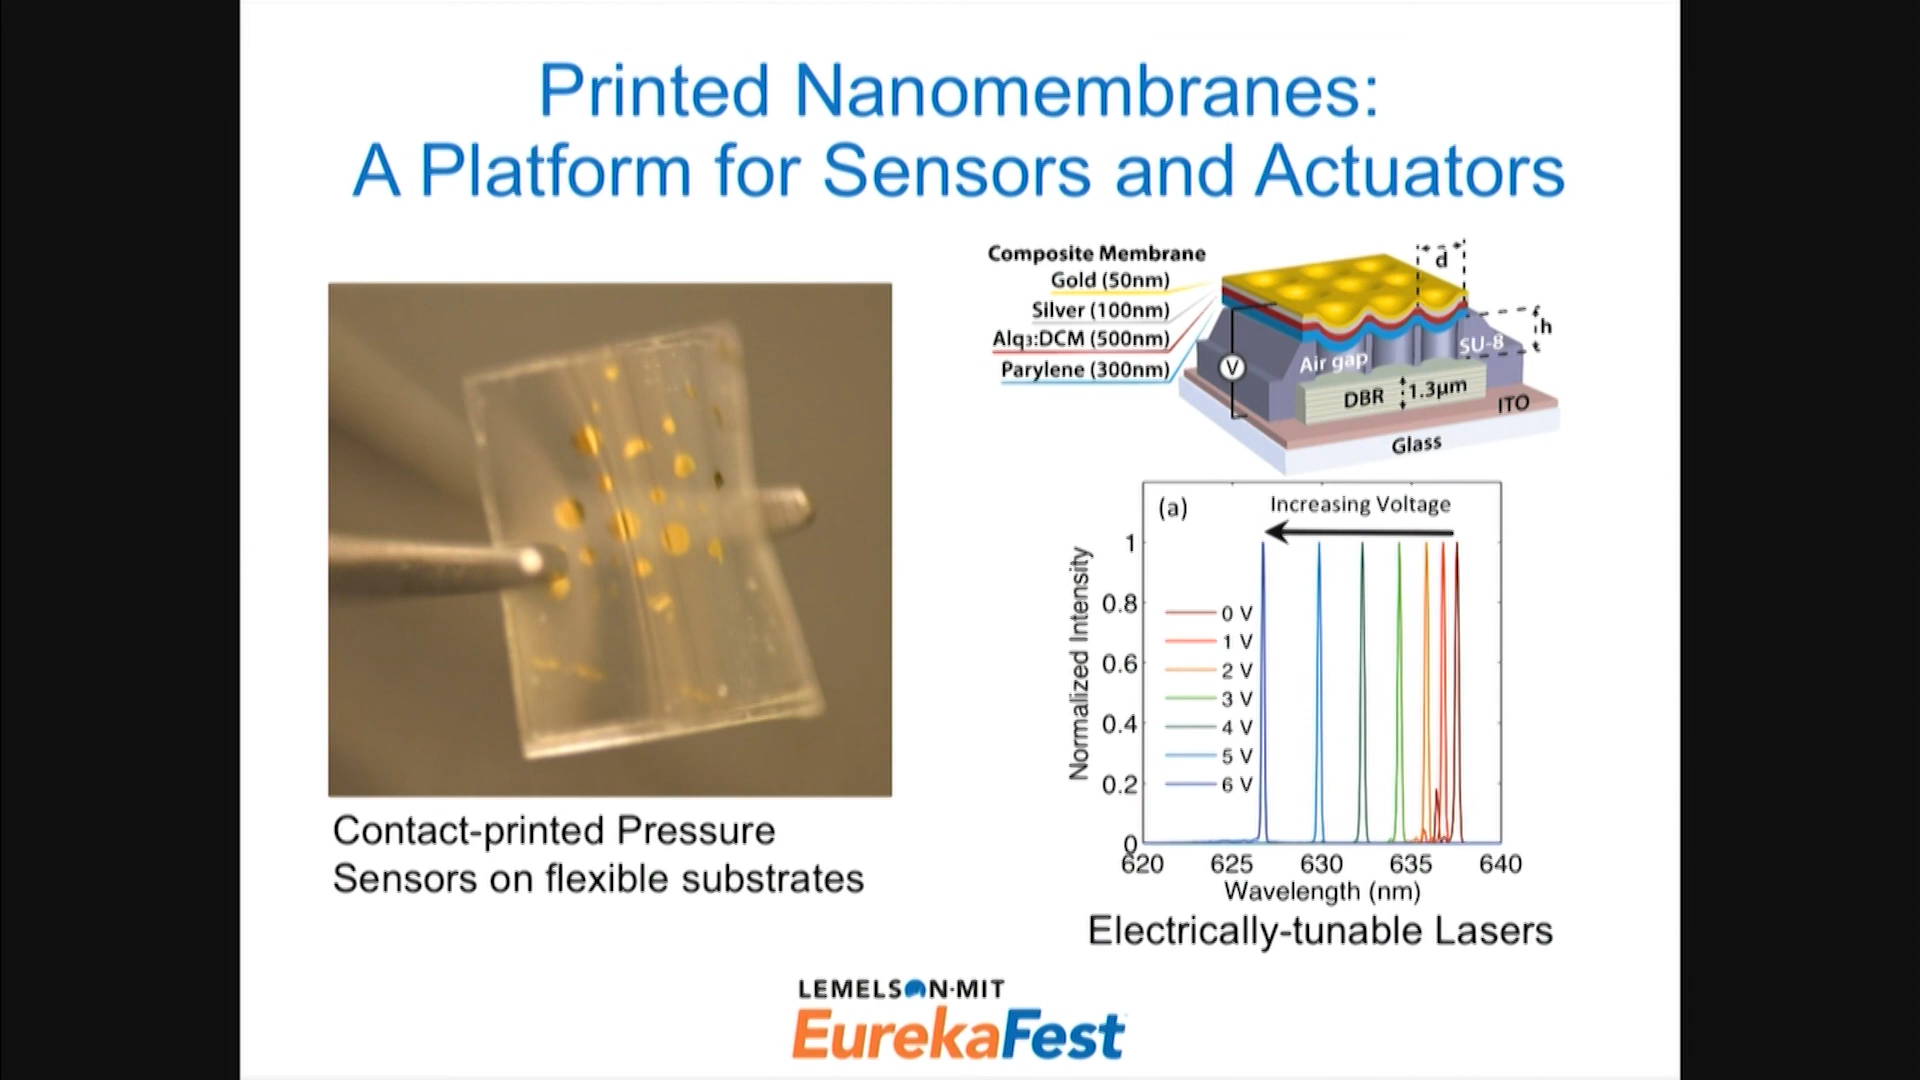 Printed Nanomembranes:
A Platform for Sensors and Actuators
Composite Membrane
Gold (50nm)
Silver (100nm)
Alq3:DCM (500nm)
Parylene (300nm)
d
h
V
Air gap
SU-8
DBR
1.3µm
ITO
Glass
(a)
Increasing Voltage
Normalized Intensity
1
0.8
0.6
0.4
0.2
0
0 V
1 V
2 V
3 V
4 V
5 V
6 V
620 625 630 635 640
Wavelength (nm)
Contact-printed Pressure
Sensors on flexible substrates
Electrically-tunable Lasers
LEMELSON-MIT
EurekaFest